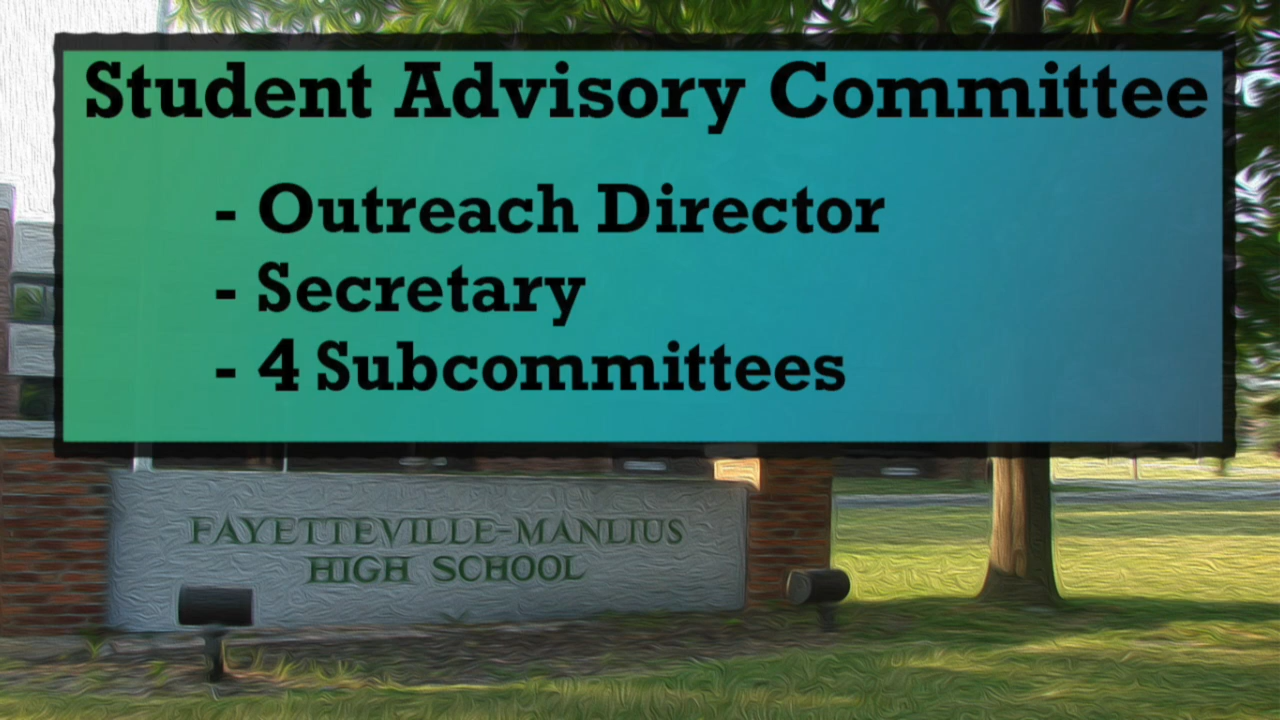 Student Advisory Committee
- Outreach Director
- Secretary
- 4 Subcommittees
FAYETTEVILLE-MANLIUS
HIGH SCHOOL